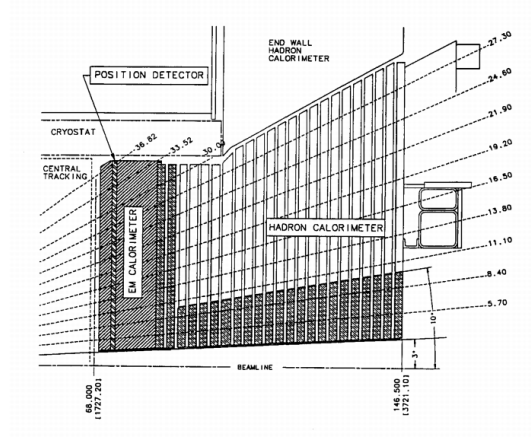 END WALL
HADRON
CALORIMETER
27.30
POSITION DETECTOR
24.60
21.90
CRYOSTAT
36.82
33.52
30.00
CENTRAL
TRACKING
19.20
16.50
EM CALORIMETER
HADRON CALORIMETER
13.80
11.10
8.40
5.70
10°
3°
BEAMLINE
68.000
[1727.20]
146.500
[3721.10]